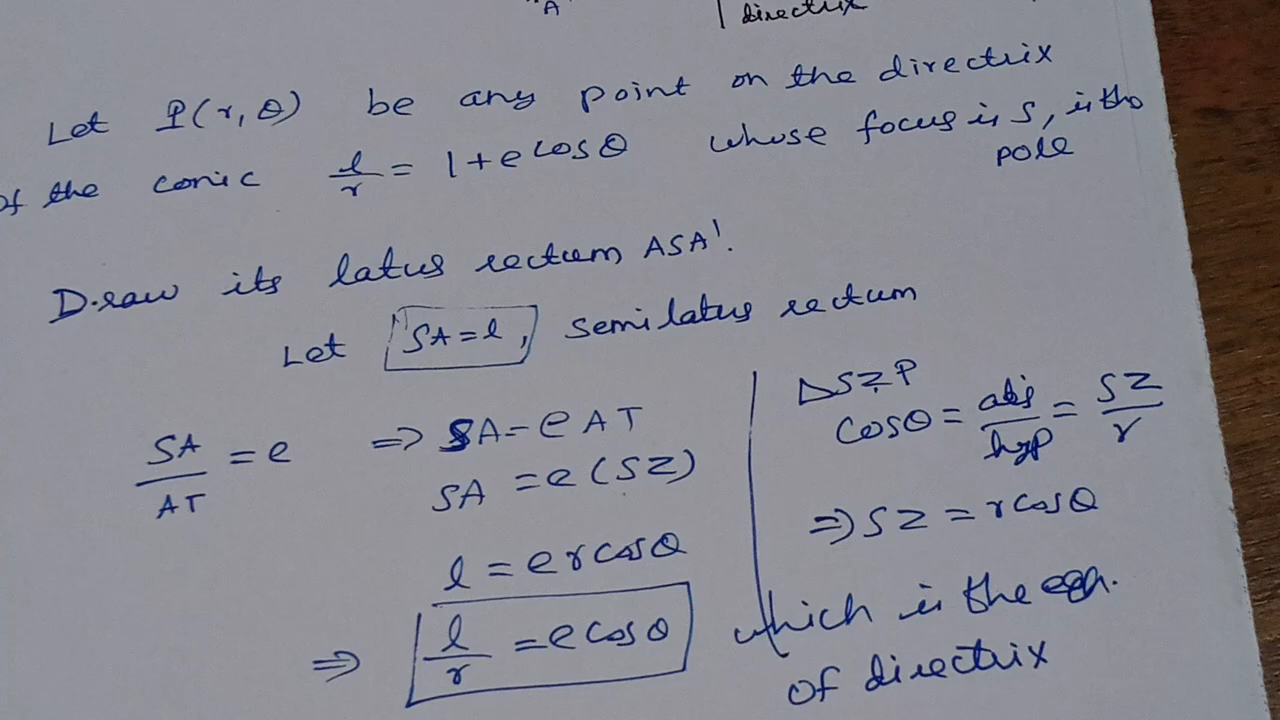 A
directrix
Let P(r, θ) be any point on the directrix
of the conic l/r = 1 + e cos θ whose focus is S, is the
pole
Draw its latus rectum ASA'.
Let SA = l, semi latus rectum
SA/AT = e ⇒ SA = e AT
SA = e (SZ)
l = e r cos θ
⇒ l/r = e cos θ
△SZP
cos θ = adj/hyp = SZ/r
⇒ SZ = r cos θ
which is the eqn.
of directrix